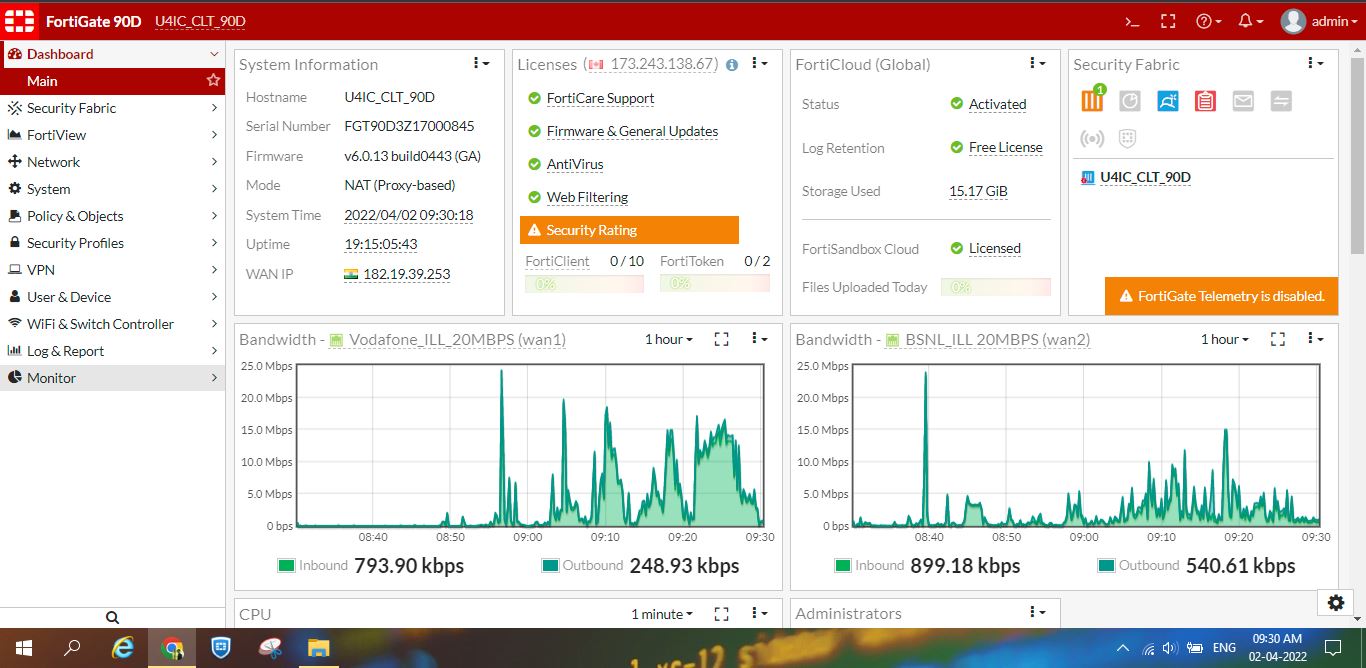 FortiGate 90D U4IC_CLT_90D
>_ admin
Dashboard
Main
Security Fabric
FortiView
Network
System
Policy & Objects
Security Profiles
VPN
User & Device
WiFi & Switch Controller
Log & Report
Monitor
System Information
Hostname U4IC_CLT_90D
Serial Number FGT90D3Z17000845
Firmware v6.0.13 build0443 (GA)
Mode NAT (Proxy-based)
System Time 2022/04/02 09:30:18
Uptime 19:15:05:43
WAN IP 182.19.39.253
Licenses (173.243.138.67)
FortiCare Support
Firmware & General Updates
AntiVirus
Web Filtering
Security Rating
FortiClient 0 / 10 FortiToken 0 / 2
0% 0%
FortiCloud (Global)
Status Activated
Log Retention Free License
Storage Used 15.17 GiB
FortiSandbox Cloud Licensed
Files Uploaded Today 0%
Security Fabric
1
U4IC_CLT_90D
FortiGate Telemetry is disabled.
Bandwidth - Vodafone_ILL_20MBPS (wan1) 1 hour
25.0 Mbps
20.0 Mbps
15.0 Mbps
10.0 Mbps
5.0 Mbps
0 bps
08:40 08:50 09:00 09:10 09:20 09:30
Inbound 793.90 kbps Outbound 248.93 kbps
Bandwidth - BSNL_ILL 20MBPS (wan2) 1 hour
25.0 Mbps
20.0 Mbps
15.0 Mbps
10.0 Mbps
5.0 Mbps
0 bps
08:40 08:50 09:00 09:10 09:20 09:30
Inbound 899.18 kbps Outbound 540.61 kbps
CPU 1 minute
Administrators
ENG
09:30 AM
02-04-2022